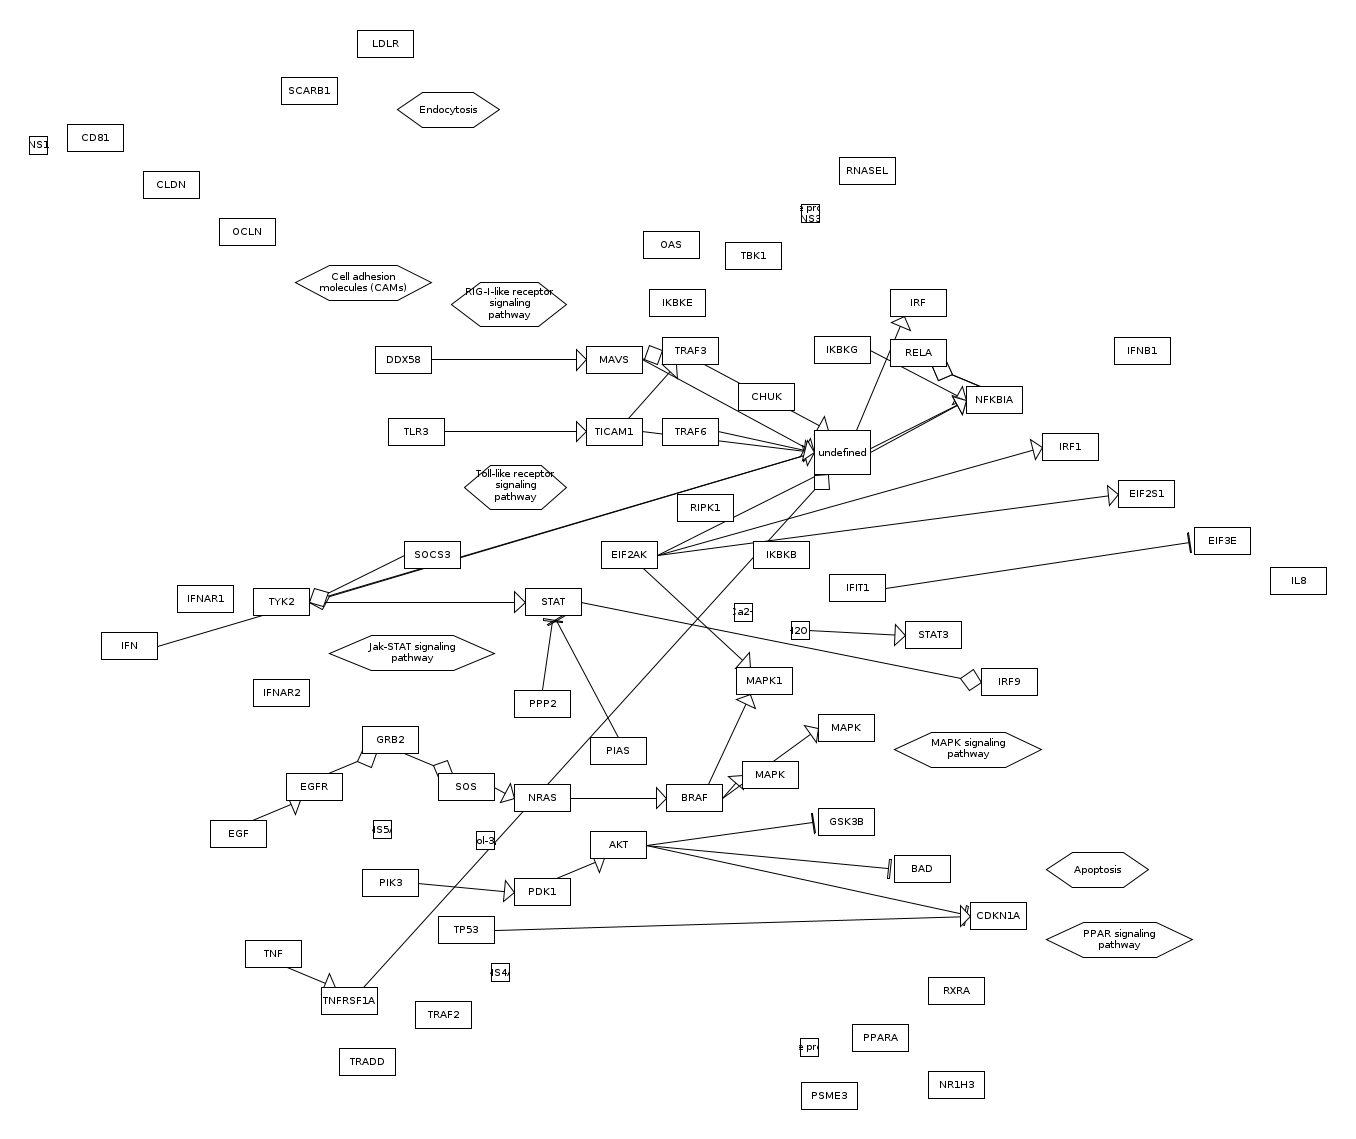 LDLR
SCARB1
Endocytosis
CD81
NS1
RNASEL
CLDN
NS3
OCLN
OAS
TBK1
Cell adhesion
molecules (CAMs)
RIG-I-like receptor
signaling
pathway
IKBKE
IRF
DDX58
MAVS
TRAF3
IKBKG
RELA
IFNB1
CHUK
NFKBIA
TLR3
TICAM1
TRAF6
undefined
IRF1
Toll-like receptor
signaling
pathway
EIF2S1
RIPK1
EIF3E
SOCS3
EIF2AK
IKBKB
IL8
IFNAR1
TYK2
STAT
IFIT1
Ca2+
H2O
STAT3
IFN
Jak-STAT signaling
pathway
IFNAR2
MAPK1
IRF9
PPP2
GRB2
PIAS
MAPK
MAPK signaling
pathway
EGFR
SOS
NRAS
BRAF
MAPK
EGF
GSK3B
ol-3,
AKT
PIK3
PDK1
BAD
Apoptosis
TP53
CDKN1A
PPAR signaling
pathway
TNF
TNFRSF1A
RXRA
TRAF2
TRADD
PPARA
NR1H3
PSME3